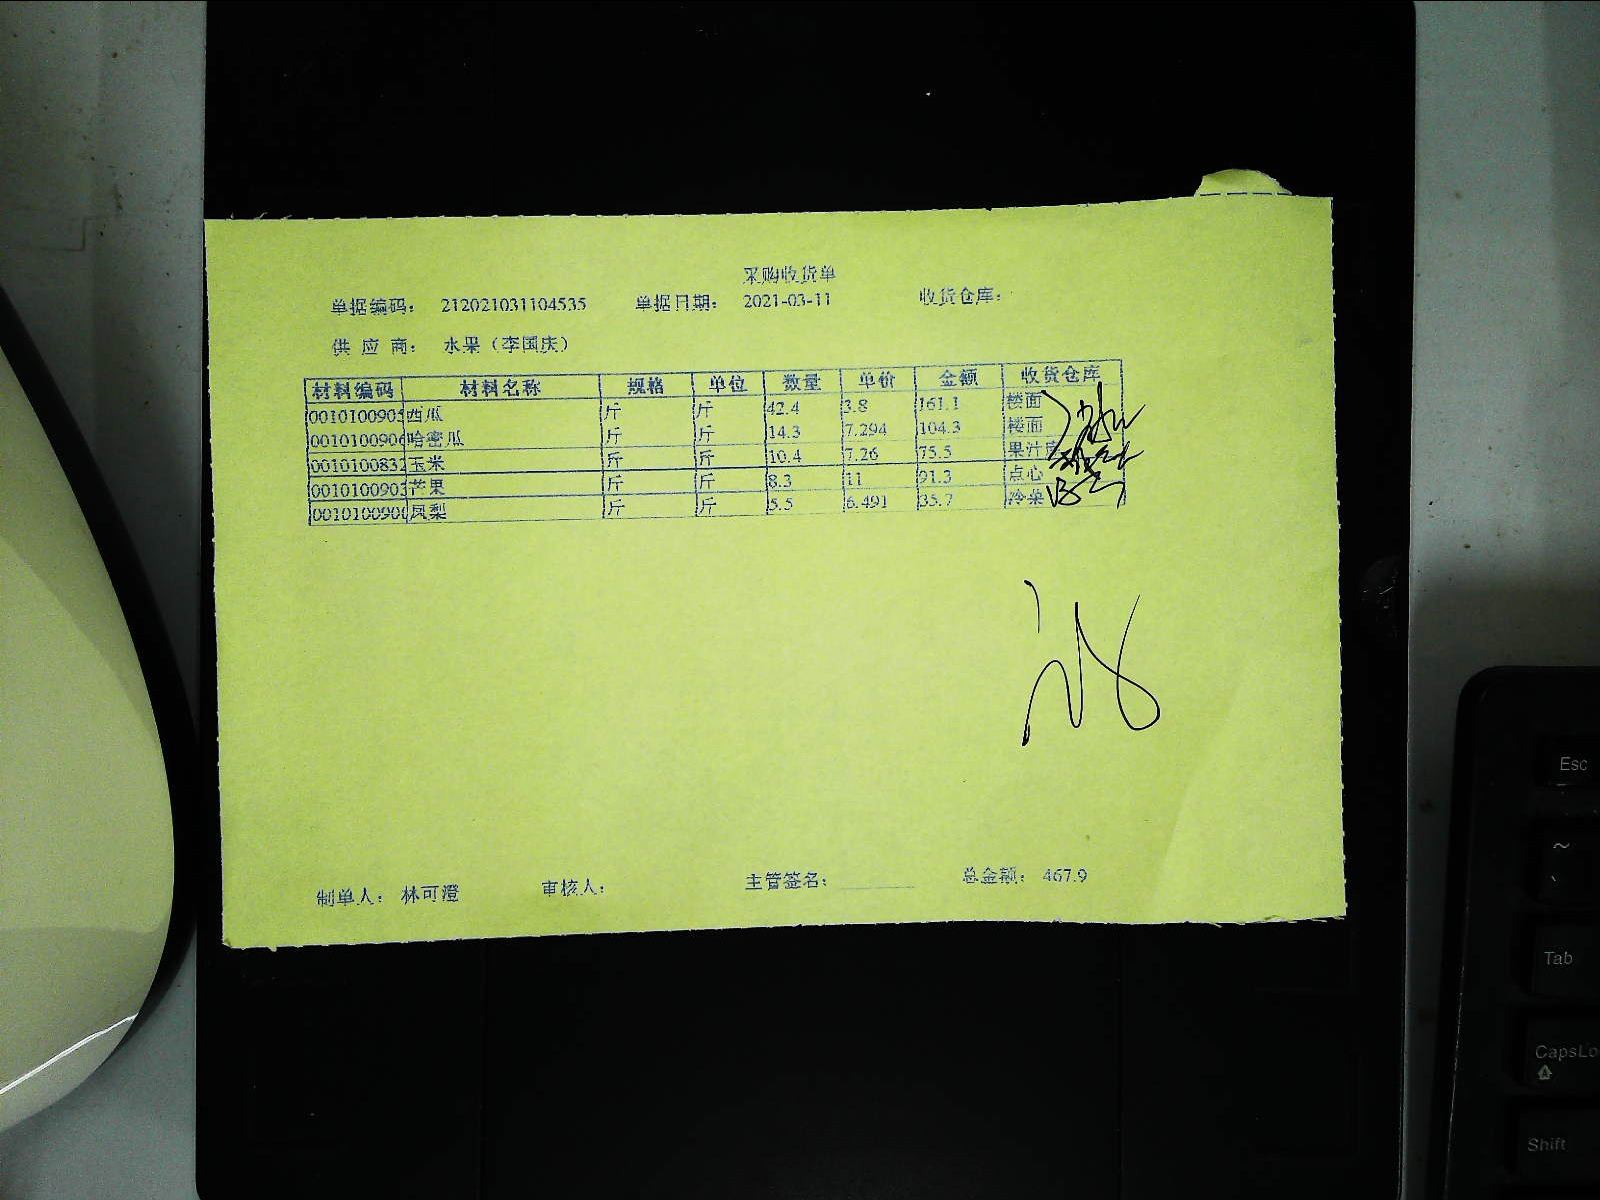 采购收货单
单据编码： 212021031104535 单据日期： 2021-03-11 收货仓库：
供 应 商： 水果（李国庆）
材料编码 材料名称 规格 单位 数量 单价 金额 收货仓库
0010100905 西瓜 斤 斤 42.4 3.8 161.1 楼面
0010100906 哈密瓜 斤 斤 14.3 7.294 104.3 楼面
0010100832 玉米 斤 斤 10.4 7.26 75.5 果汁房
0010100903 芒果 斤 斤 8.3 11 91.3 点心
0010100900 凤梨 斤 斤 5.5 6.491 35.7 冷菜
制单人： 林可澄 审核人： 主管签名： 总金额： 467.9
Esc
~
Tab
CapsLo
Shift